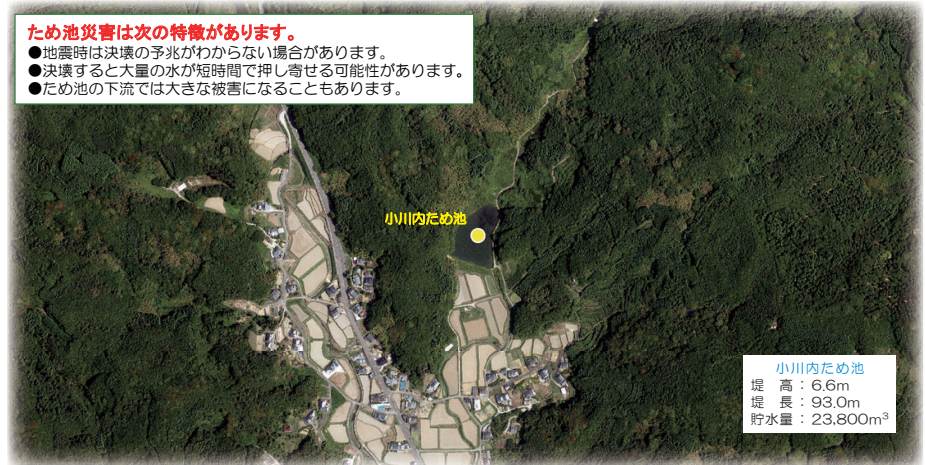 ため池災害は次の特徴があります。
●地震時は決壊の予兆がわからない場合があります。
●決壊すると大量の水が短時間で押し寄せる可能性があります。
●ため池の下流では大きな被害になることもあります。
小川内ため池
小川内ため池
堤　高：6.6m
堤　長：93.0m
貯水量：23,800m³